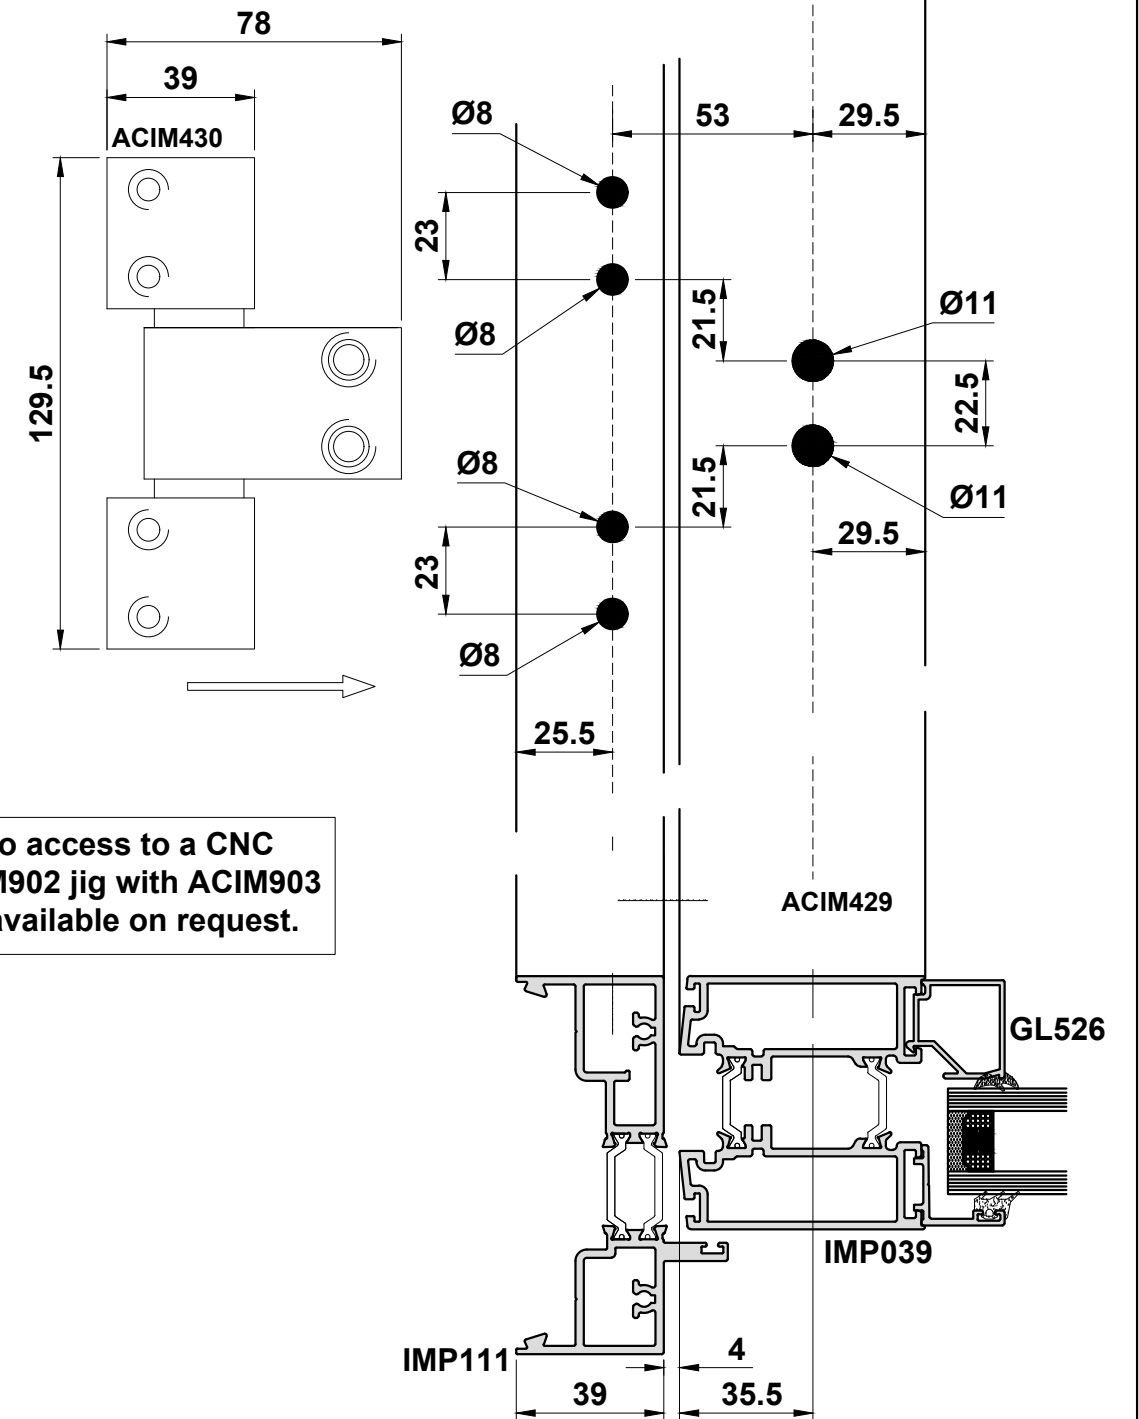 78
39
ACIM430
129.5
Ø8
53
29.5
23
Ø8
21.5
Ø11
22.5
Ø8
21.5
Ø11
29.5
23
Ø8
25.5
o access to a CNC
M902 jig with ACIM903
available on request.
ACIM429
GL526
IMP039
IMP111
4
39
35.5